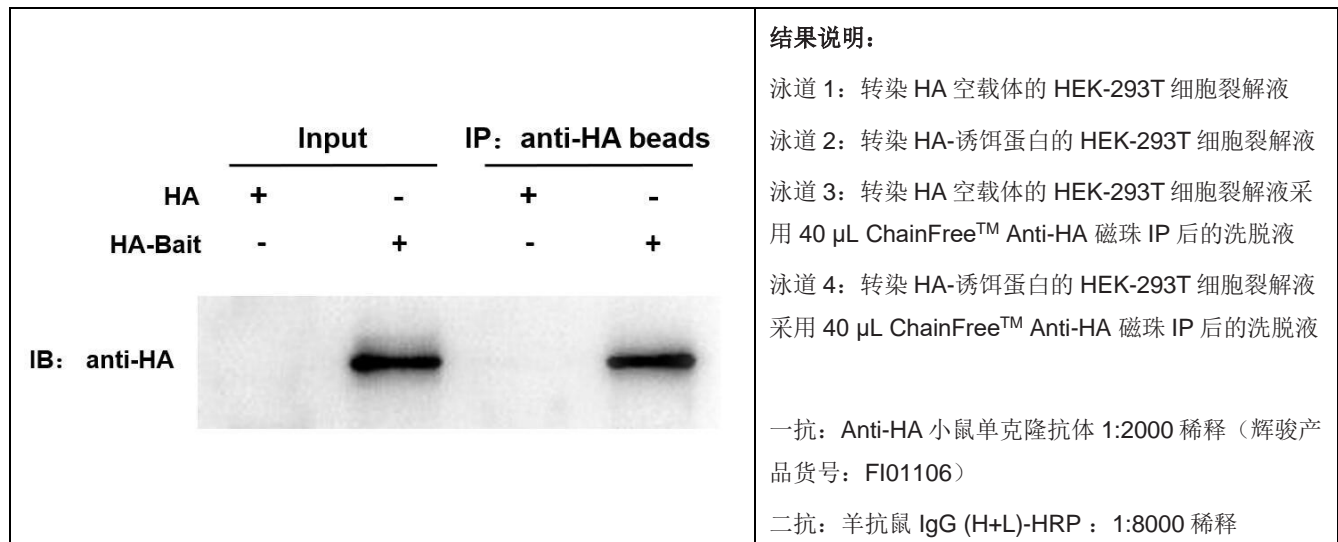 Input IP：anti-HA beads
HA + - + -
HA-Bait - + - +
IB： anti-HA
结果说明：
泳道 1：转染 HA 空载体的 HEK-293T 细胞裂解液
泳道 2：转染 HA-诱饵蛋白的 HEK-293T 细胞裂解液
泳道 3：转染 HA 空载体的 HEK-293T 细胞裂解液采
用 40 µL ChainFreeTM Anti-HA 磁珠 IP 后的洗脱液
泳道 4：转染 HA-诱饵蛋白的 HEK-293T 细胞裂解液
采用 40 µL ChainFreeTM Anti-HA 磁珠 IP 后的洗脱液
一抗：Anti-HA 小鼠单克隆抗体 1:2000 稀释（辉骏产
品货号：FI01106）
二抗：羊抗鼠 IgG (H+L)-HRP ：1:8000 稀释